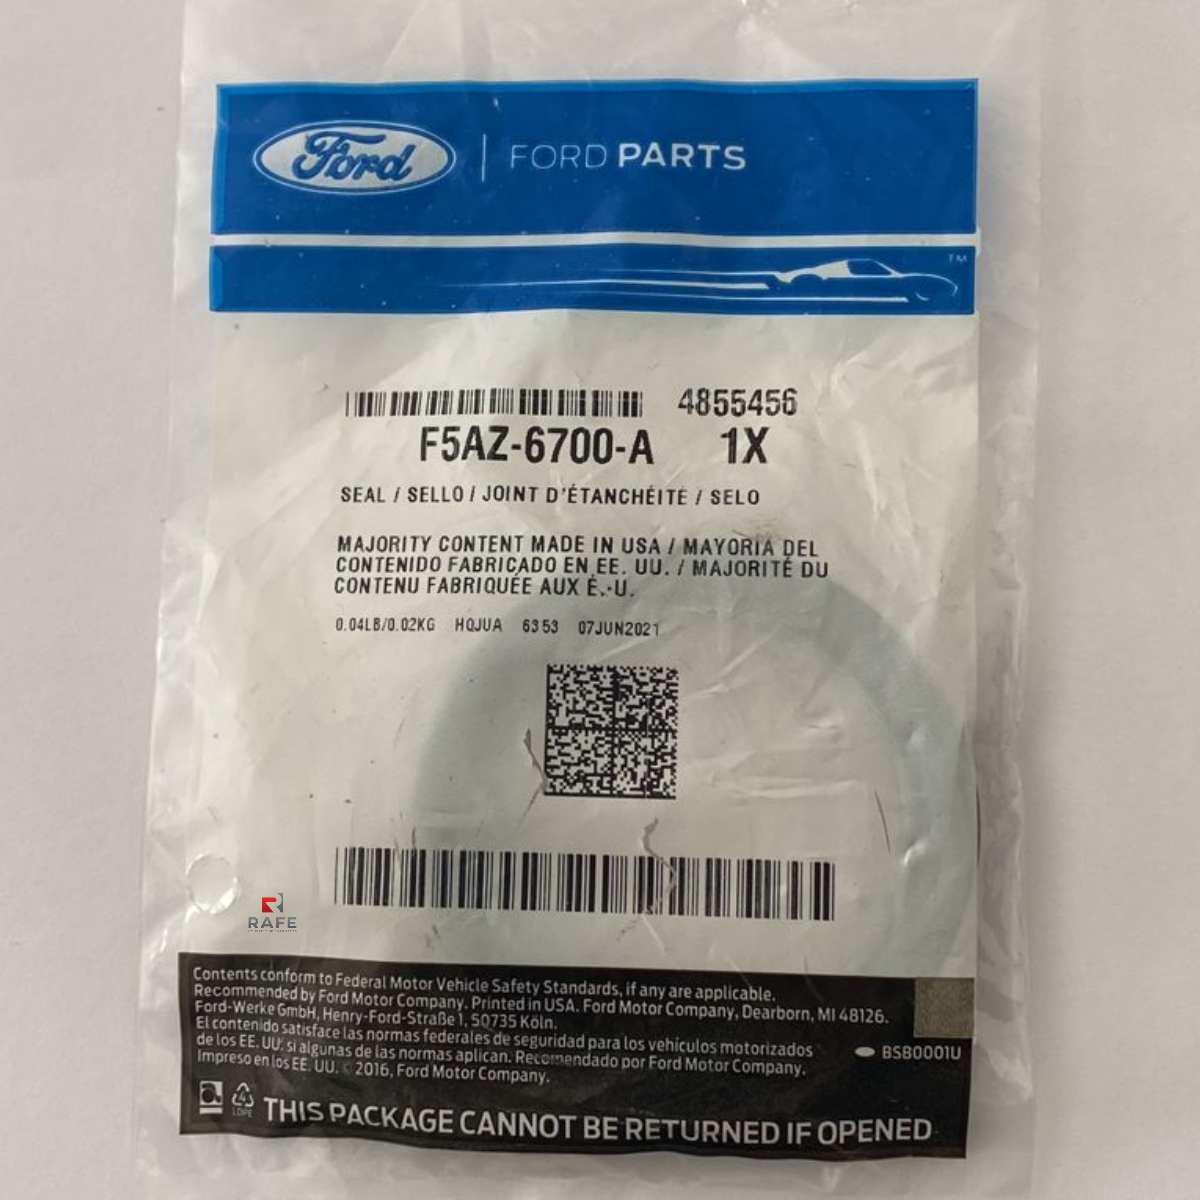 Ford
FORD PARTS
TM
4855456
F5AZ-6700-A 1X
SEAL / SELLO / JOINT D'ÉTANCHÉITÉ / SELO
MAJORITY CONTENT MADE IN USA / MAYORIA DEL
CONTENIDO FABRICADO EN EE. UU. / MAJORITÉ DU
CONTENU FABRIQUÉE AUX É.-U.
0.04LB/0.02KG HQJUA 6353 07JUN2021
RAFE
Contents conform to Federal Motor Vehicle Safety Standards, if any are applicable.
Recommended by Ford Motor Company. Printed in USA. Ford Motor Company, Dearborn, MI 48126.
Ford-Werke GmbH, Henry-Ford-Straße 1, 50735 Köln.
El contenido satisface las normas federales de seguridad para los vehículos motorizados
de los EE. UU. si algunas de las normas aplican. Recomendado por Ford Motor Company.
Impreso en los EE. UU. © 2016, Ford Motor Company.
BSB0001U
4
LDPE
THIS PACKAGE CANNOT BE RETURNED IF OPENED